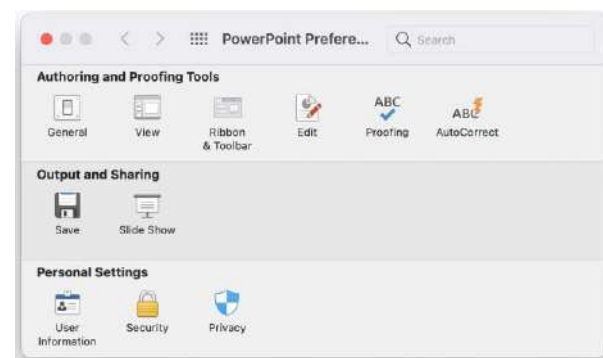 PowerPoint Prefere...
Search
Authoring and Proofing Tools
General
View
Ribbon
& Toolbar
Edit
ABC
Proofing
ABC
AutoCorrect
Output and Sharing
Save
Slide Show
Personal Settings
User
Information
Security
Privacy